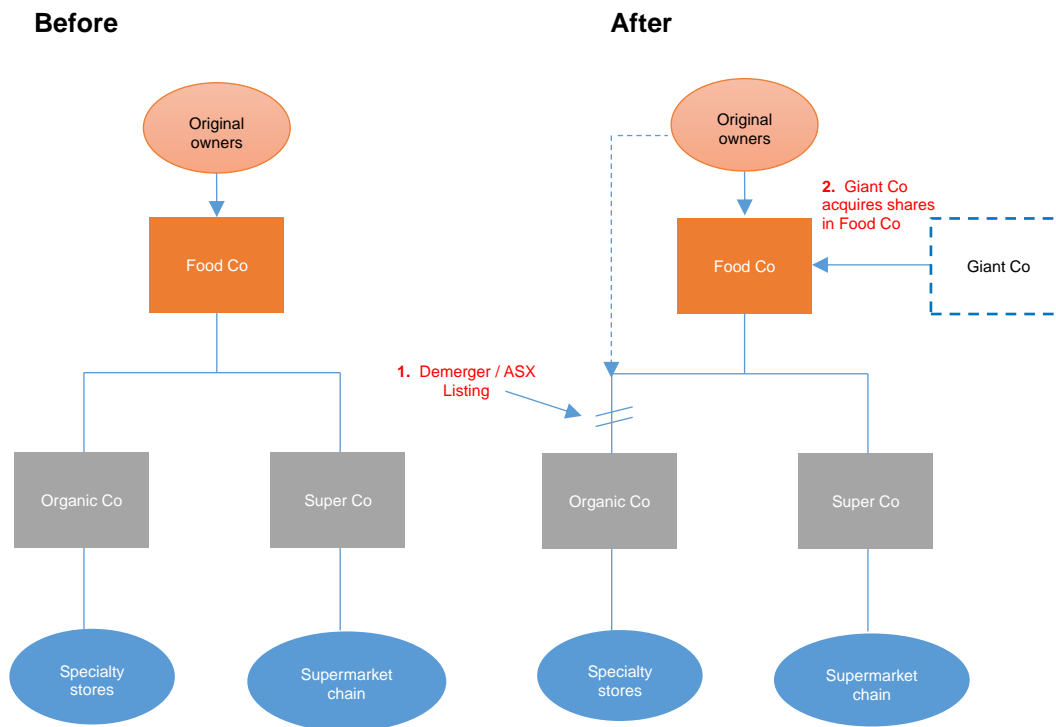 Before
Original
owners
Food Co
Organic Co
Super Co
Specialty
stores
Supermarket
chain
After
Original
owners
2. Giant Co
acquires shares
in Food Co
Food Co
Giant Co
1. Demerger / ASX
Listing
Organic Co
Super Co
Specialty
stores
Supermarket
chain